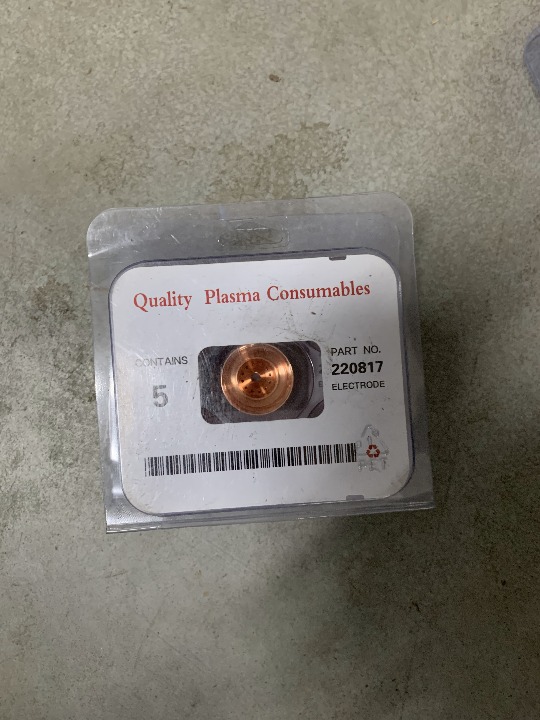 Quality Plasma Consumables
CONTAINS
5
PART NO.
220817
ELECTRODE